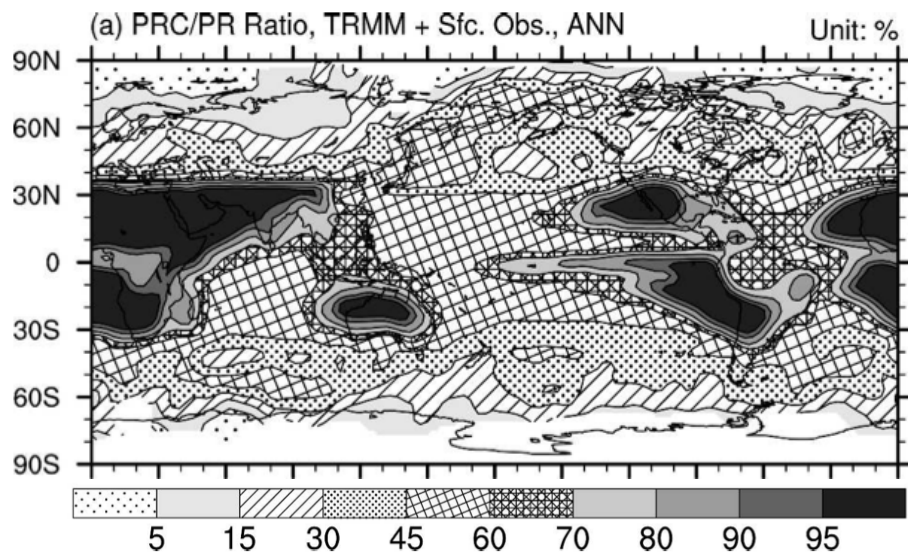 (a) PRC/PR Ratio, TRMM + Sfc. Obs., ANN Unit: %
90N
60N
30N
0
30S
60S
90S
5 15 30 45 60 70 80 90 95